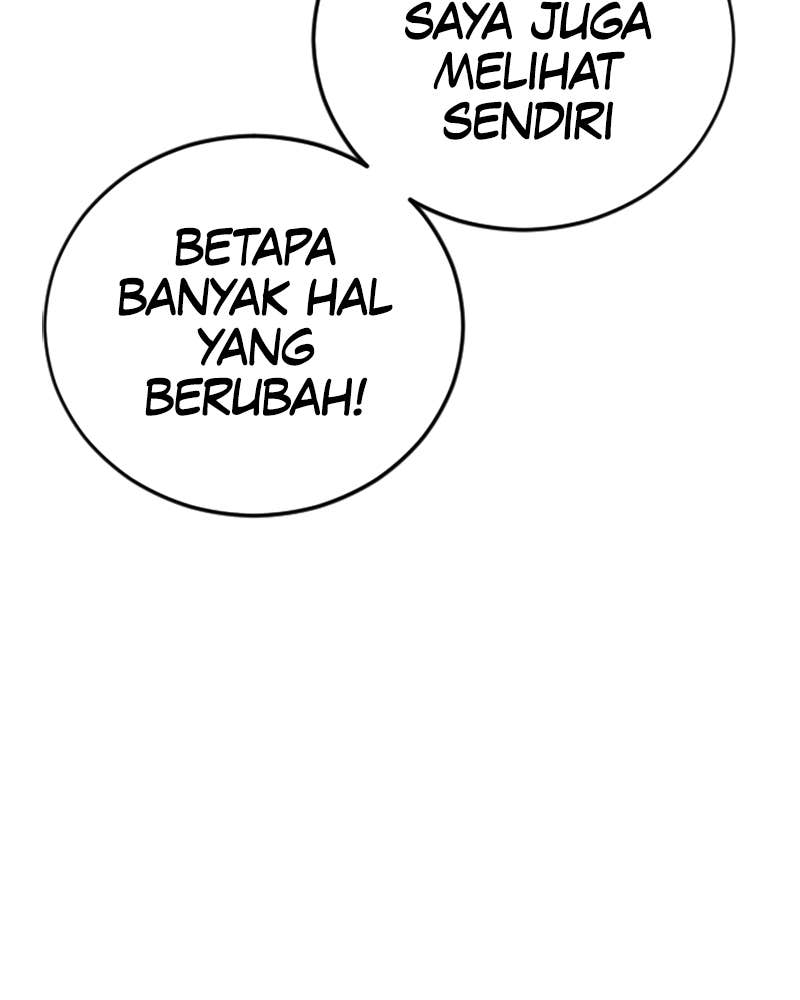 SAYA JUGA
MELIHAT
SENDIRI
BETAPA
BANYAK HAL
YANG
BERUBAH!